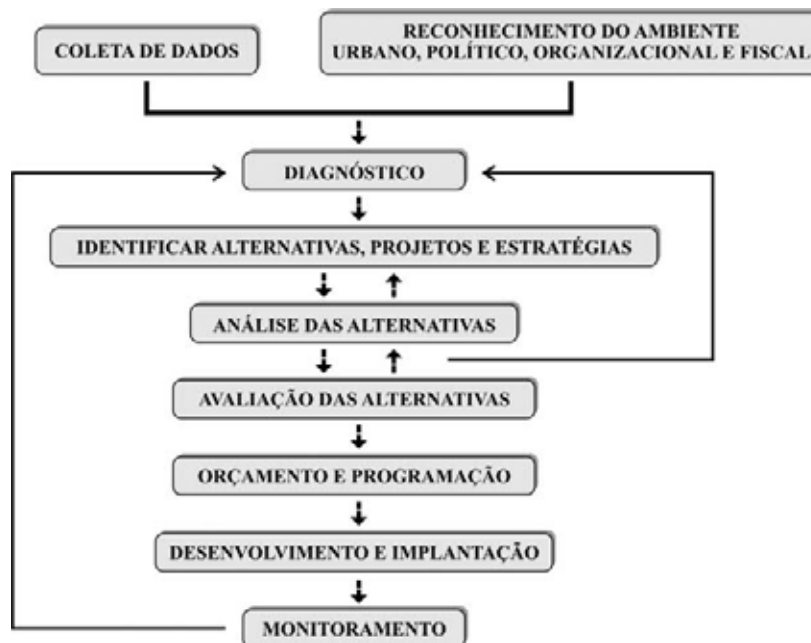 COLETA DE DADOS
RECONHECIMENTO DO AMBIENTE
URBANO, POLÍTICO, ORGANIZACIONAL E FISCAL
DIAGNÓSTICO
IDENTIFICAR ALTERNATIVAS, PROJETOS E ESTRATÉGIAS
ANÁLISE DAS ALTERNATIVAS
AVALIAÇÃO DAS ALTERNATIVAS
ORÇAMENTO E PROGRAMAÇÃO
DESENVOLVIMENTO E IMPLANTAÇÃO
MONITORAMENTO